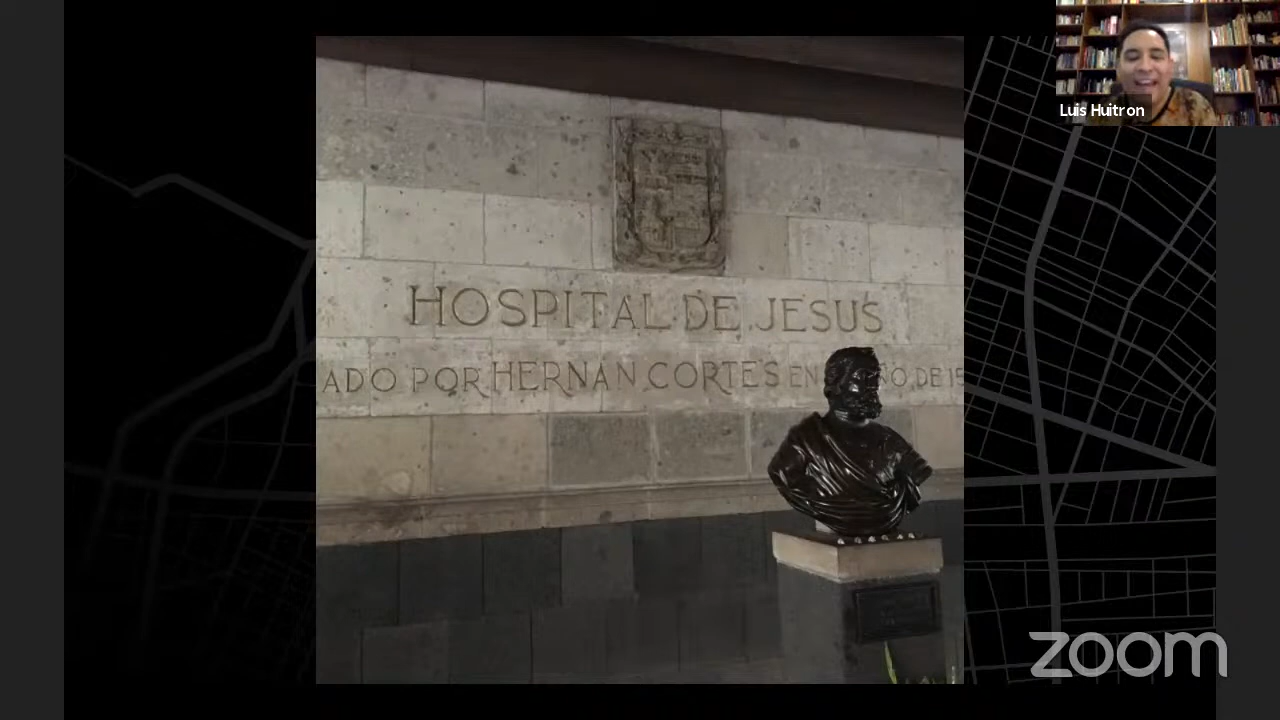 Luis Huitron
HOSPITAL DE JESUS
ADO POR HERNAN CORTES EN ÑO DE 15
zoom